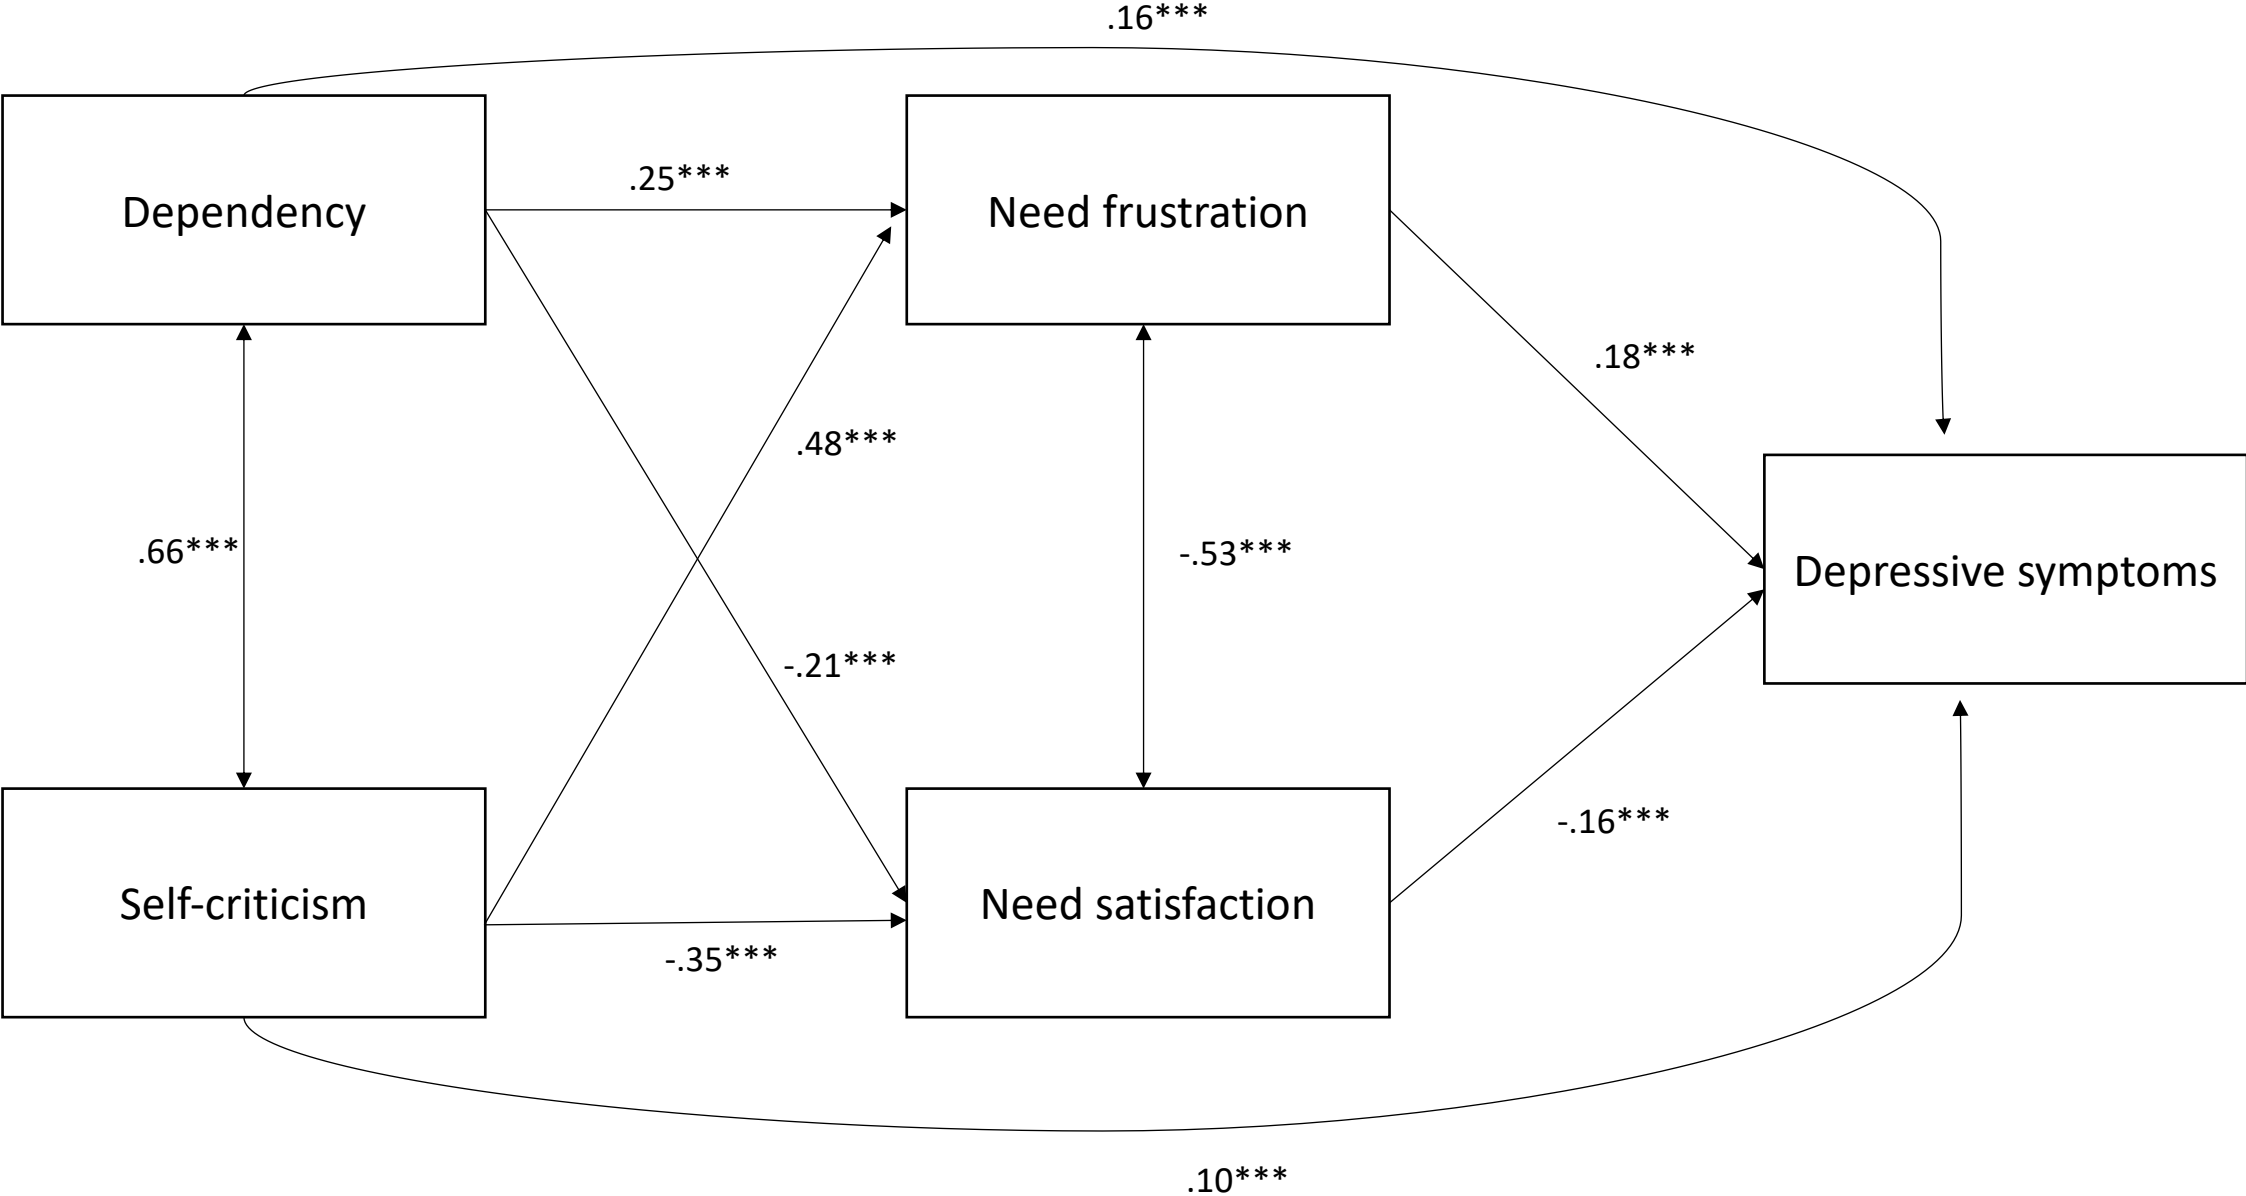 .16***
Dependency
.25***
Need frustration
.18***
.48***
.66***
-.53***
Depressive symptoms
-.21***
-.16***
Self-criticism
Need satisfaction
-.35***
.10***